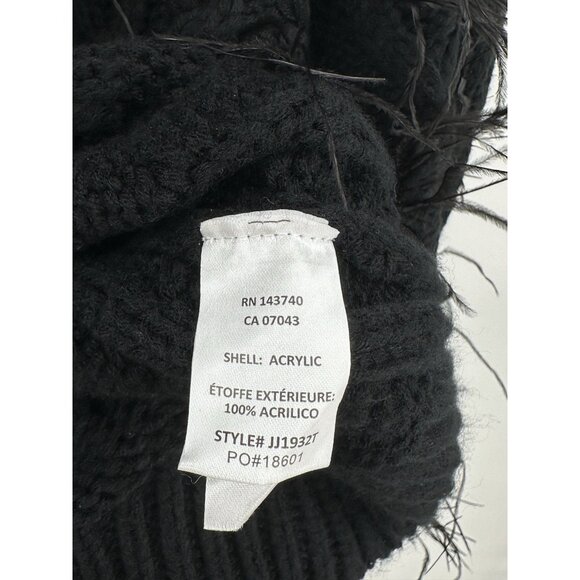 RN 143740
CA 07043
SHELL: ACRYLIC
ÉTOFFE EXTÉRIEURE:
100% ACRILICO
STYLE# JJ1932T
PO#18601